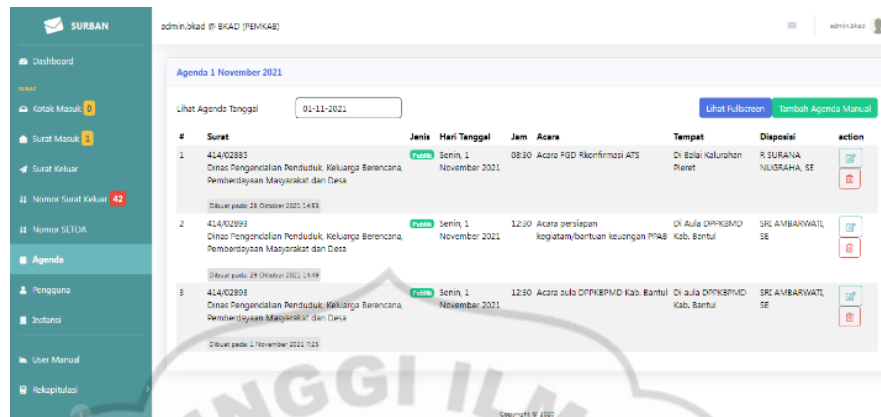 SURBAN
admin.bkad @ BKAD [PEMKAB]
admin.bkad
Dashboard
SURAT
Kotak Masuk 0
Surat Masuk 1
Surat Keluar
Nomor Surat Keluar 42
Nomor SETDA
Agenda
Pengguna
Instansi
User Manual
Rekapitulasi
Agenda 1 November 2021
Lihat Agenda Tanggal 01-11-2021 Lihat Fullscreen Tambah Agenda Manual
# Surat Jenis Hari Tanggal Jam Acara Tempat Disposisi action
1 414/02885 Publik Senin, 1 08:30 Acara FGD Rkonfirmasi ATS Di Balai Kalurahan R SURANA
Dinas Pengendalian Penduduk, Keluarga Berencana, November 2021 Pleret NUGRAHA, SE
Pemberdayaan Masyarakat dan Desa
Dibuat pada: 28 Oktober 2021 14:53
2 414/02893 Publik Senin, 1 12:30 Acara persiapan Di Aula DPPKBMD SRI AMBARWATI,
Dinas Pengendalian Penduduk, Keluarga Berencana, November 2021 kegiatam/bantuan keuangan PPAB Kab. Bantul SE
Pemberdayaan Masyarakat dan Desa
Dibuat pada: 29 Oktober 2021 14:49
3 414/02893 Publik Senin, 1 12:30 Acara aula DPPKBPMD Kab. Bantul Di aula DPPKBMD SRI AMBARWATI,
Dinas Pengendalian Penduduk, Keluarga Berencana, November 2021 Kab. Bantul SE
Pemberdayaan Masyarakat dan Desa
Dibuat pada: 1 November 2021 7:25
NGGI ILM
Copyright © 2020